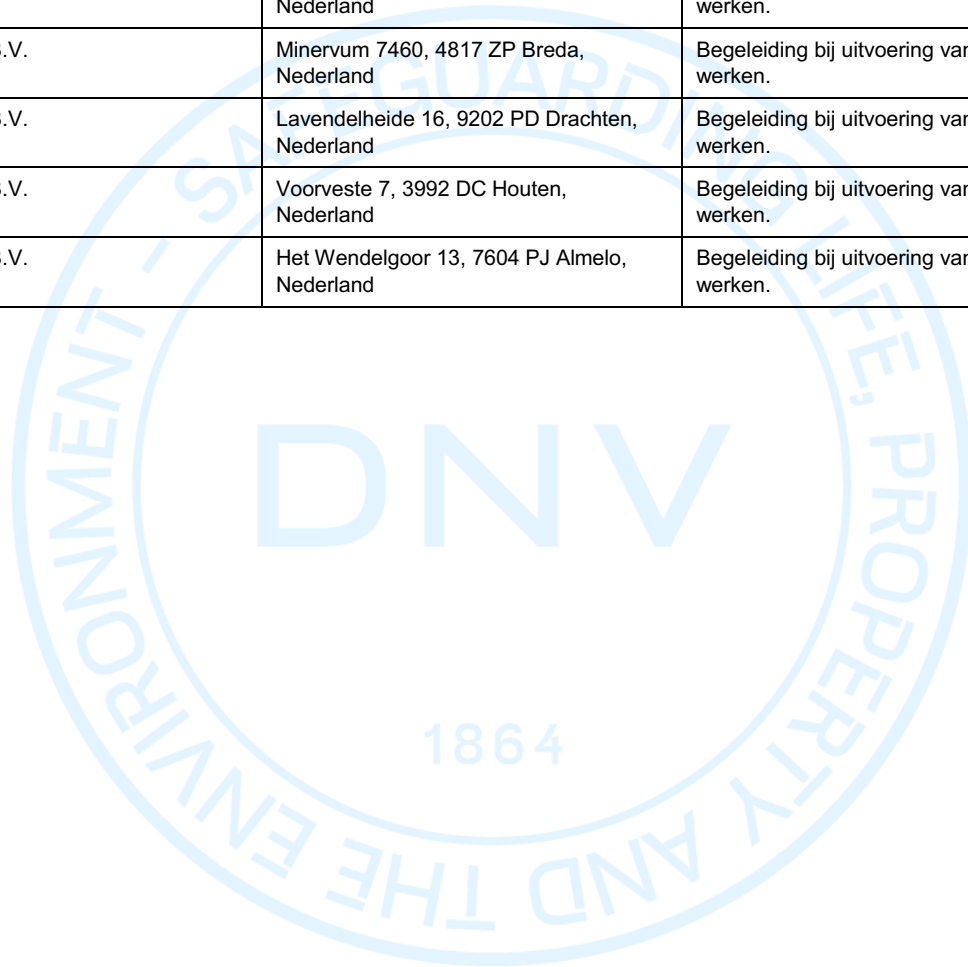 Nederland
werken.
.V.
Minervum 7460, 4817 ZP Breda,
Nederland
Begeleiding bij uitvoering van
werken.
.V.
Lavendelheide 16, 9202 PD Drachten,
Nederland
Begeleiding bij uitvoering van
werken.
.V.
Voorveste 7, 3992 DC Houten,
Nederland
Begeleiding bij uitvoering van
werken.
.V.
Het Wendelgoor 13, 7604 PJ Almelo,
Nederland
Begeleiding bij uitvoering van
werken.
SAFEGUARDING LIFE, PROPERTY AND THE ENVIRONMENT -
DNV
1864